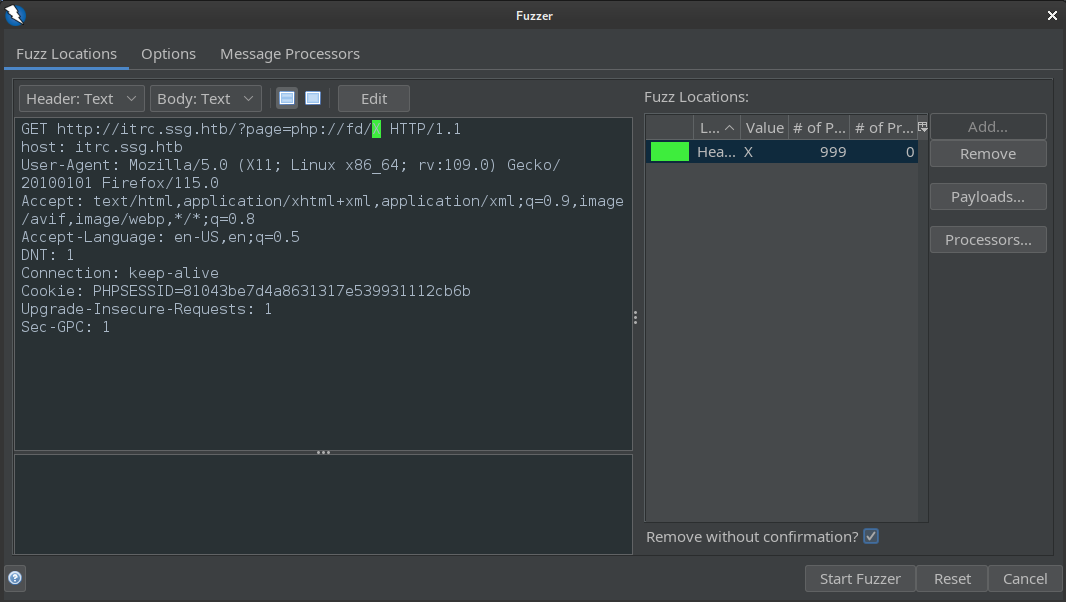 Fuzzer
Fuzz Locations Options Message Processors
Header: Text Body: Text Edit
GET http://itrc.ssg.htb/?page=php://fd/X HTTP/1.1
host: itrc.ssg.htb
User-Agent: Mozilla/5.0 (X11; Linux x86_64; rv:109.0) Gecko/
20100101 Firefox/115.0
Accept: text/html,application/xhtml+xml,application/xml;q=0.9,image
/avif,image/webp,*/*;q=0.8
Accept-Language: en-US,en;q=0.5
DNT: 1
Connection: keep-alive
Cookie: PHPSESSID=81043be7d4a8631317e539931112cb6b
Upgrade-Insecure-Requests: 1
Sec-GPC: 1
Fuzz Locations:
L... Value # of P... # of Pr...
Hea... X 999 0
Add...
Remove
Payloads...
Processors...
Remove without confirmation?
Start Fuzzer Reset Cancel